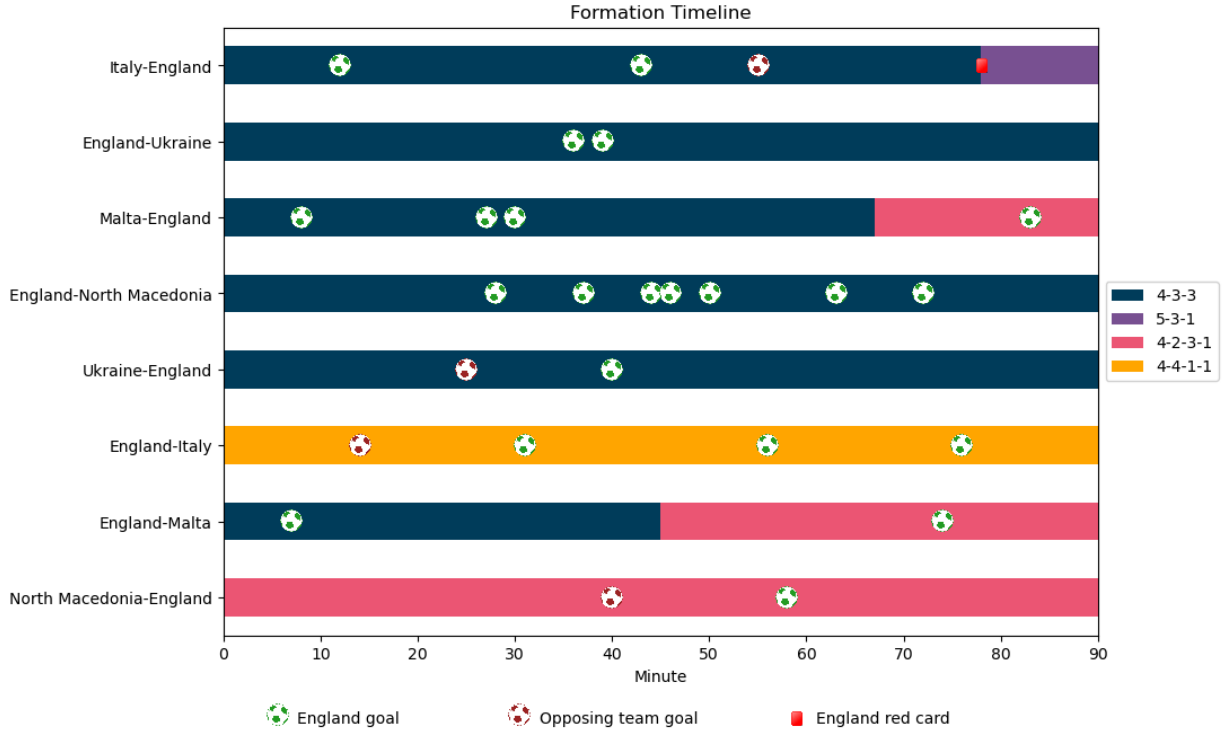 Formation Timeline
Italy-England
England-Ukraine
Malta-England
England-North Macedonia
Ukraine-England
England-Italy
England-Malta
North Macedonia-England
4-3-3
5-3-1
4-2-3-1
4-4-1-1
0 10 20 30 40 50 60 70 80 90
Minute
England goal Opposing team goal England red card